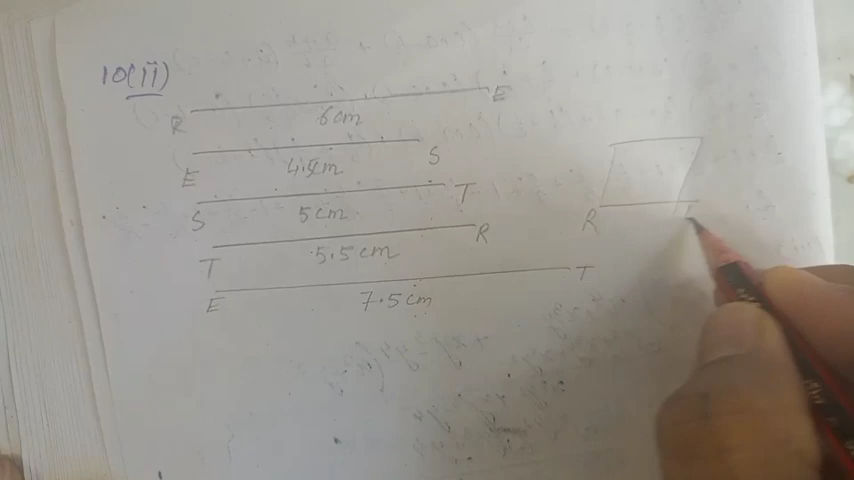 10(ii)
R E
6cm
E S
4.5cm
S T
5cm
T R
5.5cm
E T
7.5cm
R